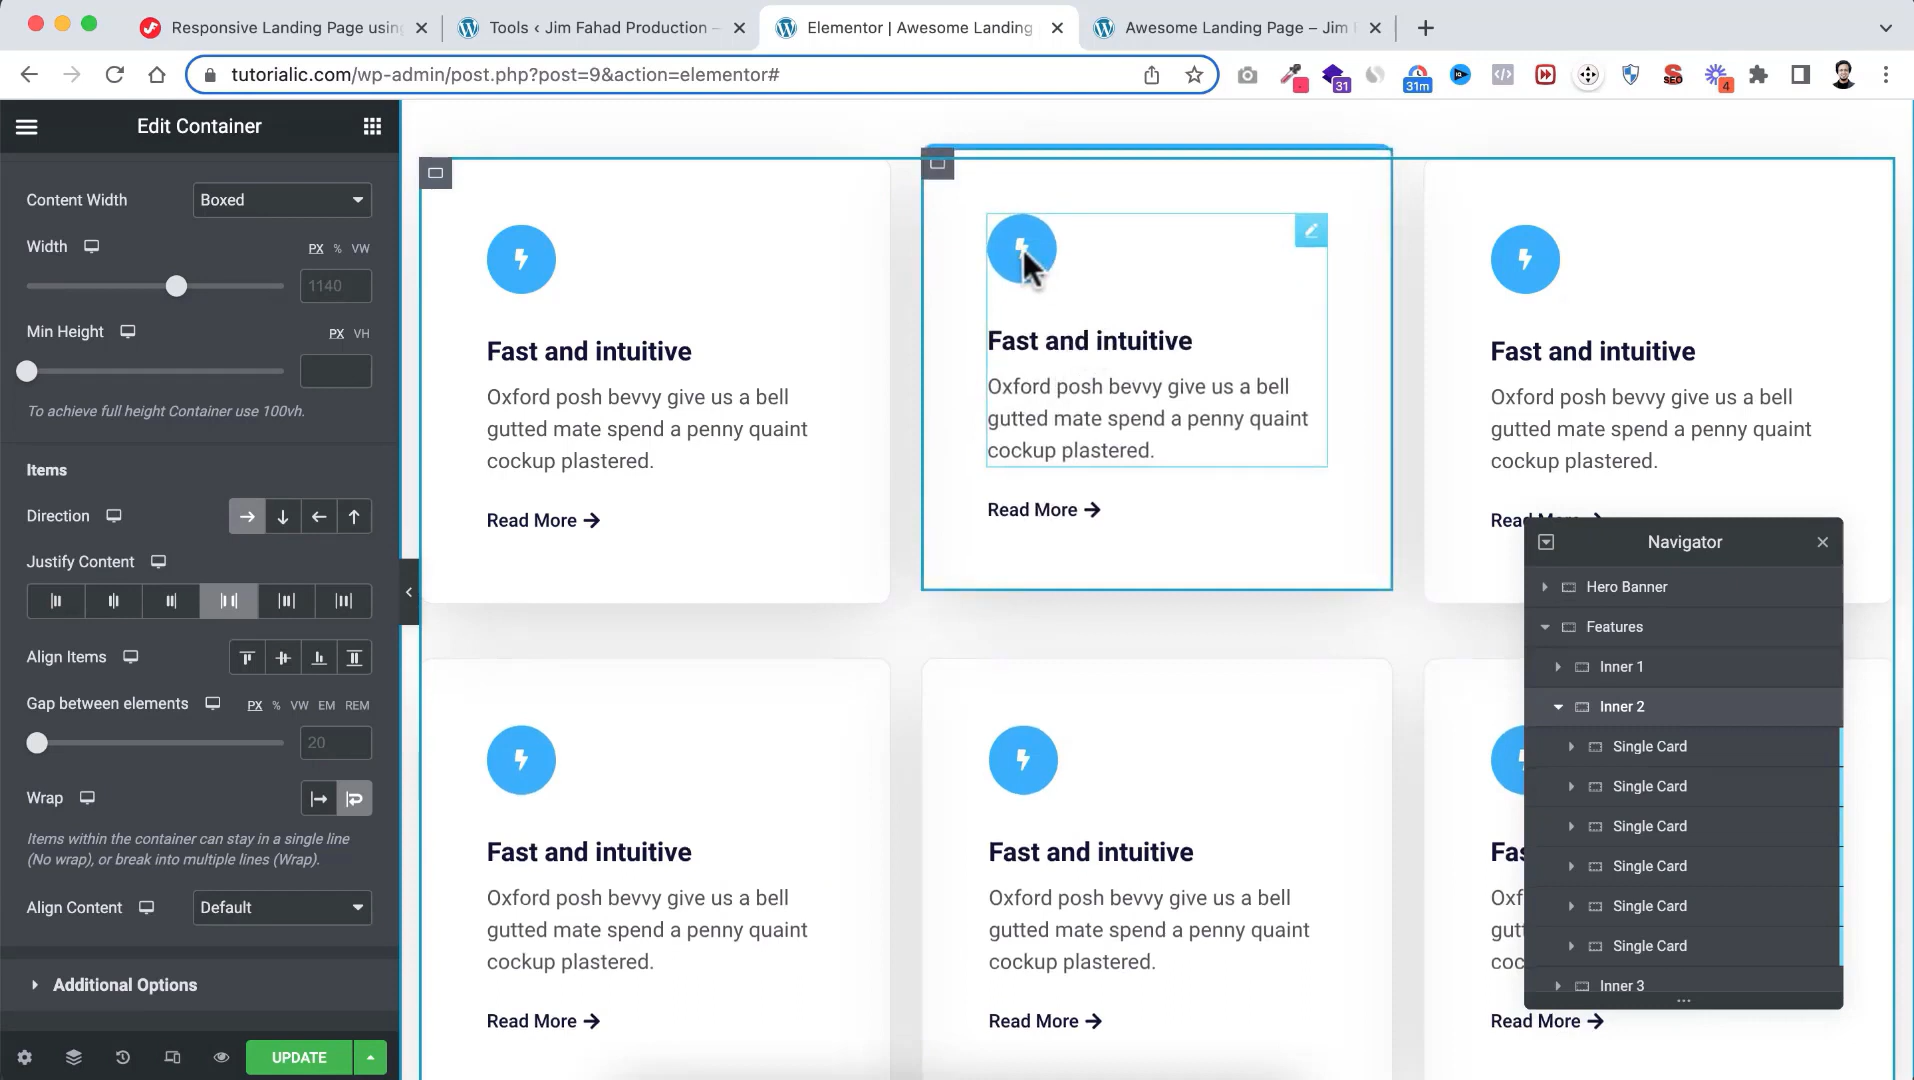 Responsive Landing Page using
Tools ‹ Jim Fahad Production –
Elementor | Awesome Landing
Awesome Landing Page – Jim
tutorialic.com/wp-admin/post.php?post=9&action=elementor#
31
31m
SEO
4
Edit Container
Content Width
Boxed
Width
PX % VW
1140
Min Height
PX VH
To achieve full height Container use 100vh.
Items
Direction
Justify Content
Align Items
Gap between elements
PX % VW EM REM
20
Wrap
Items within the container can stay in a single line
(No wrap), or break into multiple lines (Wrap).
Align Content
Default
Additional Options
UPDATE
Fast and intuitive
Oxford posh bevvy give us a bell
gutted mate spend a penny quaint
cockup plastered.
Read More
Fast and intuitive
Oxford posh bevvy give us a bell
gutted mate spend a penny quaint
cockup plastered.
Read More
Fast and intuitive
Oxford posh bevvy give us a bell
gutted mate spend a penny quaint
cockup plastered.
Read More
Fast and intuitive
Oxford posh bevvy give us a bell
gutted mate spend a penny quaint
cockup plastered.
Read More
Fast and intuitive
Oxford posh bevvy give us a bell
gutted mate spend a penny quaint
cockup plastered.
Read More
Read More
Navigator
Hero Banner
Features
Inner 1
Inner 2
Single Card
Single Card
Single Card
Single Card
Single Card
Single Card
Inner 3